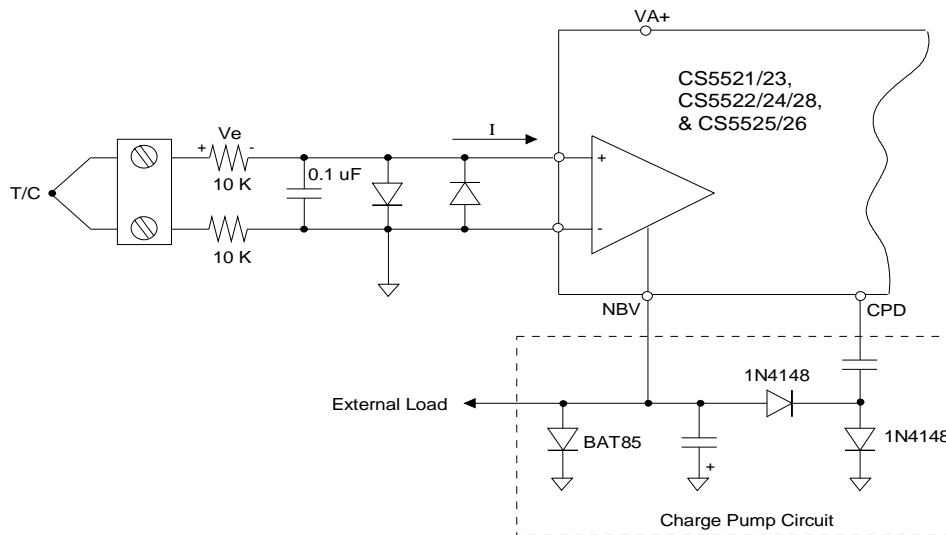 VA+
CS5521/23,
CS5522/24/28,
& CS5525/26
Ve
I
+ -
10 K
0.1 uF
+
T/C
-
10 K
NBV
CPD
1N4148
External Load
BAT85
1N4148
+
Charge Pump Circuit